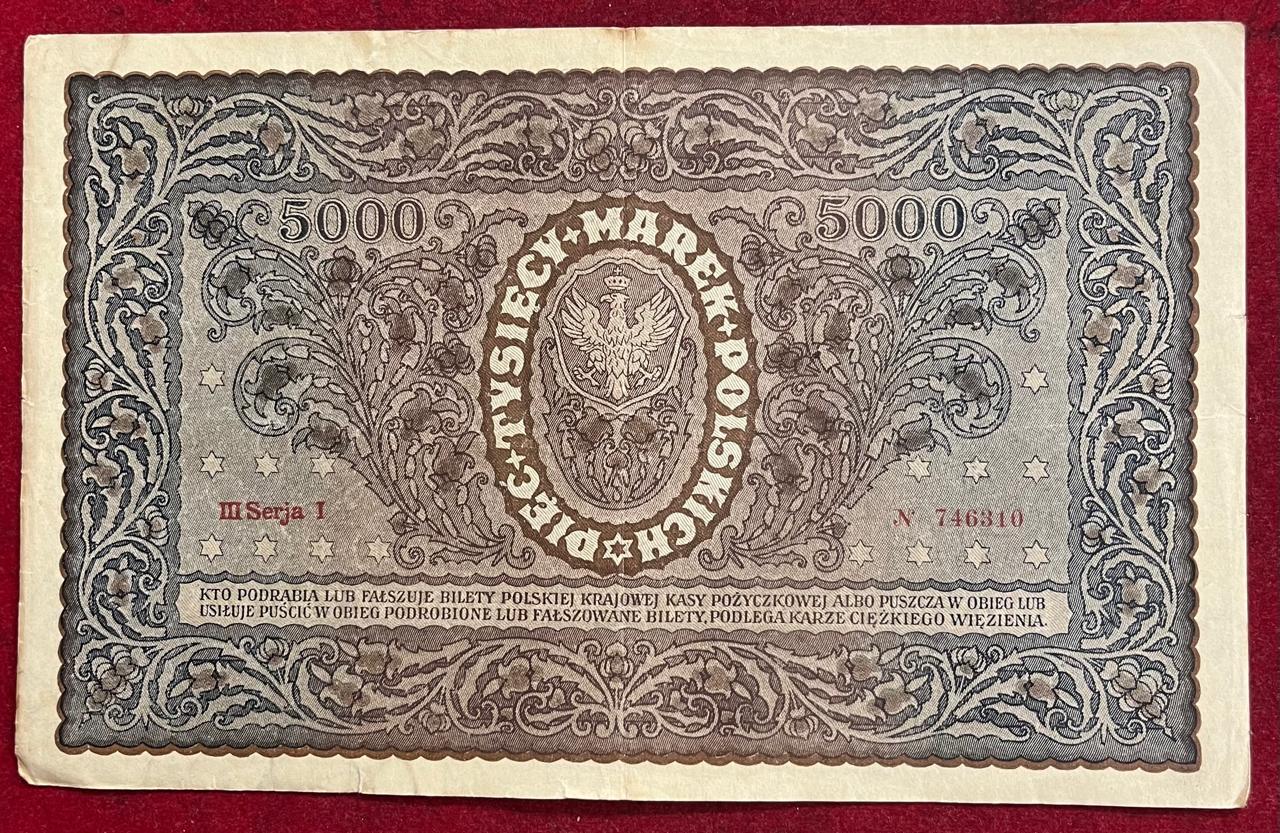 5000 5000
PIĘĆ TYSIĘCY MAREK POLSKICH
III Serja I
№ 746310
KTO PODRABIA LUB FAŁSZUJE BILETY POLSKIEJ KRAJOWEJ KASY POŻYCZKOWEJ ALBO PUSZCZA W OBIEG LUB
USIŁUJE PUŚCIĆ W OBIEG PODROBIONE LUB FAŁSZOWANE BILETY, PODLEGA KARZE CIĘŻKIEGO WIĘZIENIA.